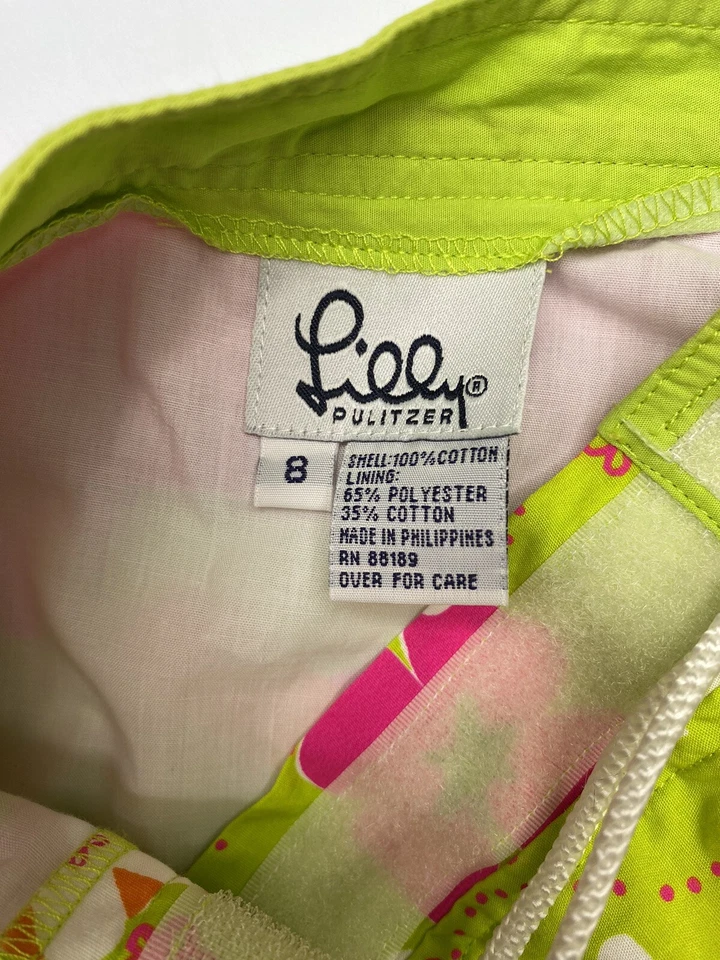 Lilly®
PULITZER
8
SHELL:100%COTTON
LINING:
65% POLYESTER
35% COTTON
MADE IN PHILIPPINES
RN 88189
OVER FOR CARE